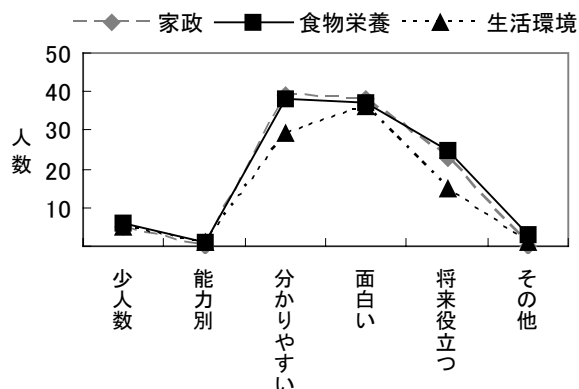 家政 食物栄養 生活環境
50
40
30
20
10
人数
少人数
能力別
分かりやすい
面白い
将来役立つ
その他